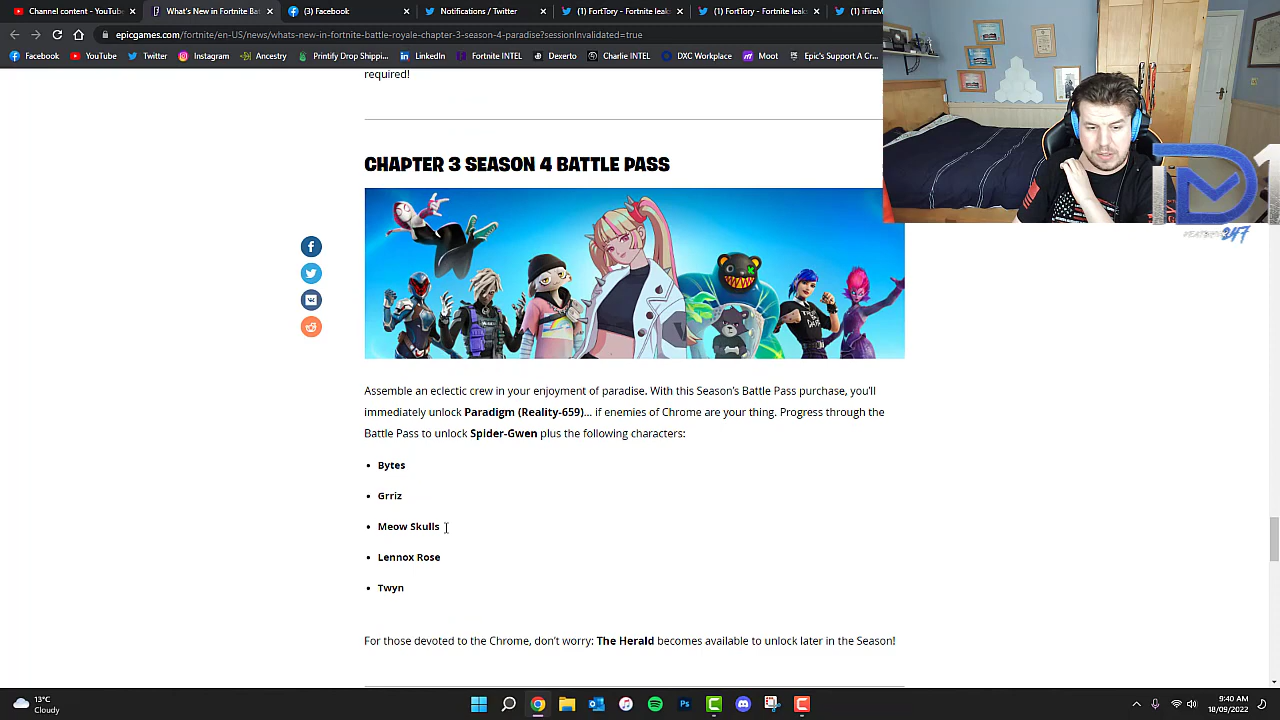 Channel content - YouTub
What's New in Fortnite Bat
(3) Facebook
Notifications / Twitter
(1) FortTory - Fortnite leak
(1) FortTory - Fortnite leak
(1) iFireM
epicgames.com/fortnite/en-US/news/whats-new-in-fortnite-battle-royale-chapter-3-season-4-paradise?sessionInvalidated=true
Facebook YouTube Twitter Instagram Ancestry Printify Drop Shippi... LinkedIn Fortnite INTEL Dexerto Charlie INTEL DXC Workplace Moot Epic's Support A Cr...
required!
CHAPTER 3 SEASON 4 BATTLE PASS
Assemble an eclectic crew in your enjoyment of paradise. With this Season's Battle Pass purchase, you'll
immediately unlock Paradigm (Reality-659)... if enemies of Chrome are your thing. Progress through the
Battle Pass to unlock Spider-Gwen plus the following characters:
• Bytes
• Grriz
• Meow Skulls
• Lennox Rose
• Twyn
For those devoted to the Chrome, don't worry: The Herald becomes available to unlock later in the Season!
13°C
Cloudy
9:40 AM
18/09/2022